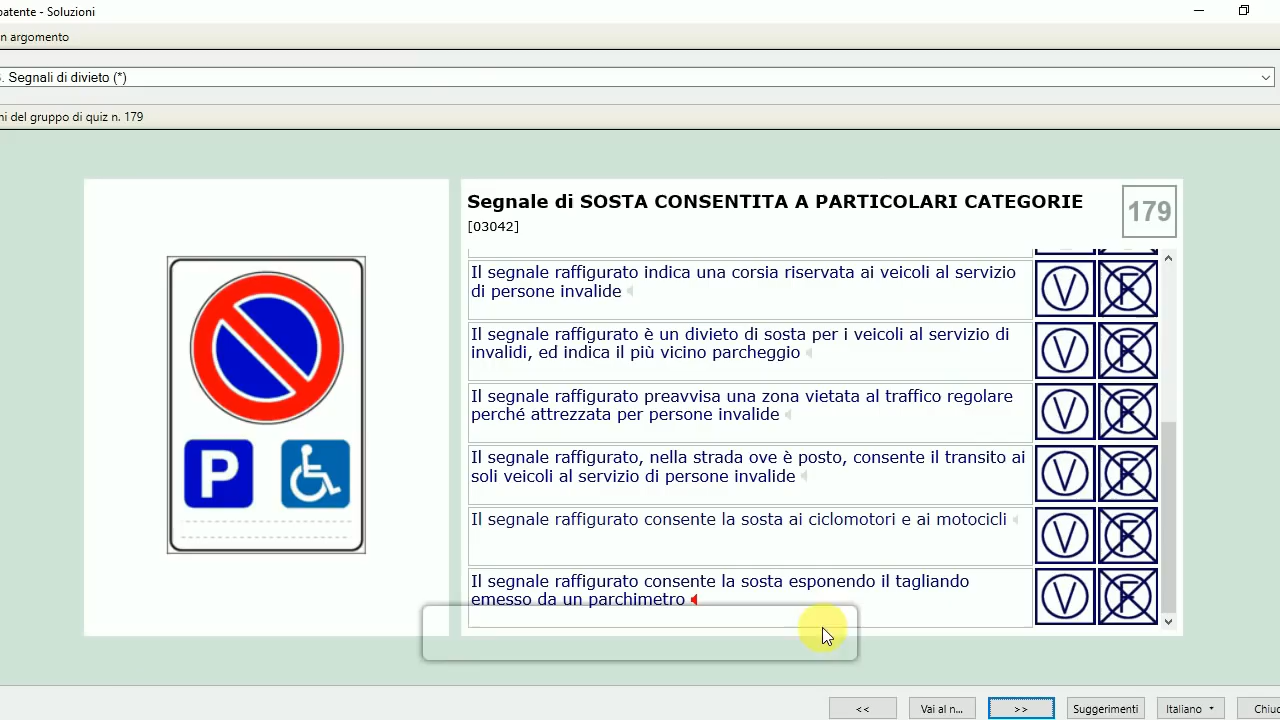 patente - Soluzioni
n argomento
. Segnali di divieto (*)
ni del gruppo di quiz n. 179
Segnale di SOSTA CONSENTITA A PARTICOLARI CATEGORIE
179
[03042]
Il segnale raffigurato indica una corsia riservata ai veicoli al servizio
di persone invalide
V F
Il segnale raffigurato è un divieto di sosta per i veicoli al servizio di
invalidi, ed indica il più vicino parcheggio
V F
Il segnale raffigurato preavvisa una zona vietata al traffico regolare
perché attrezzata per persone invalide
V F
Il segnale raffigurato, nella strada ove è posto, consente il transito ai
soli veicoli al servizio di persone invalide
V F
Il segnale raffigurato consente la sosta ai ciclomotori e ai motocicli
V F
Il segnale raffigurato consente la sosta esponendo il tagliando
emesso da un parchimetro
V F
P
<< Vai al n... >> Suggerimenti Italiano Chiu